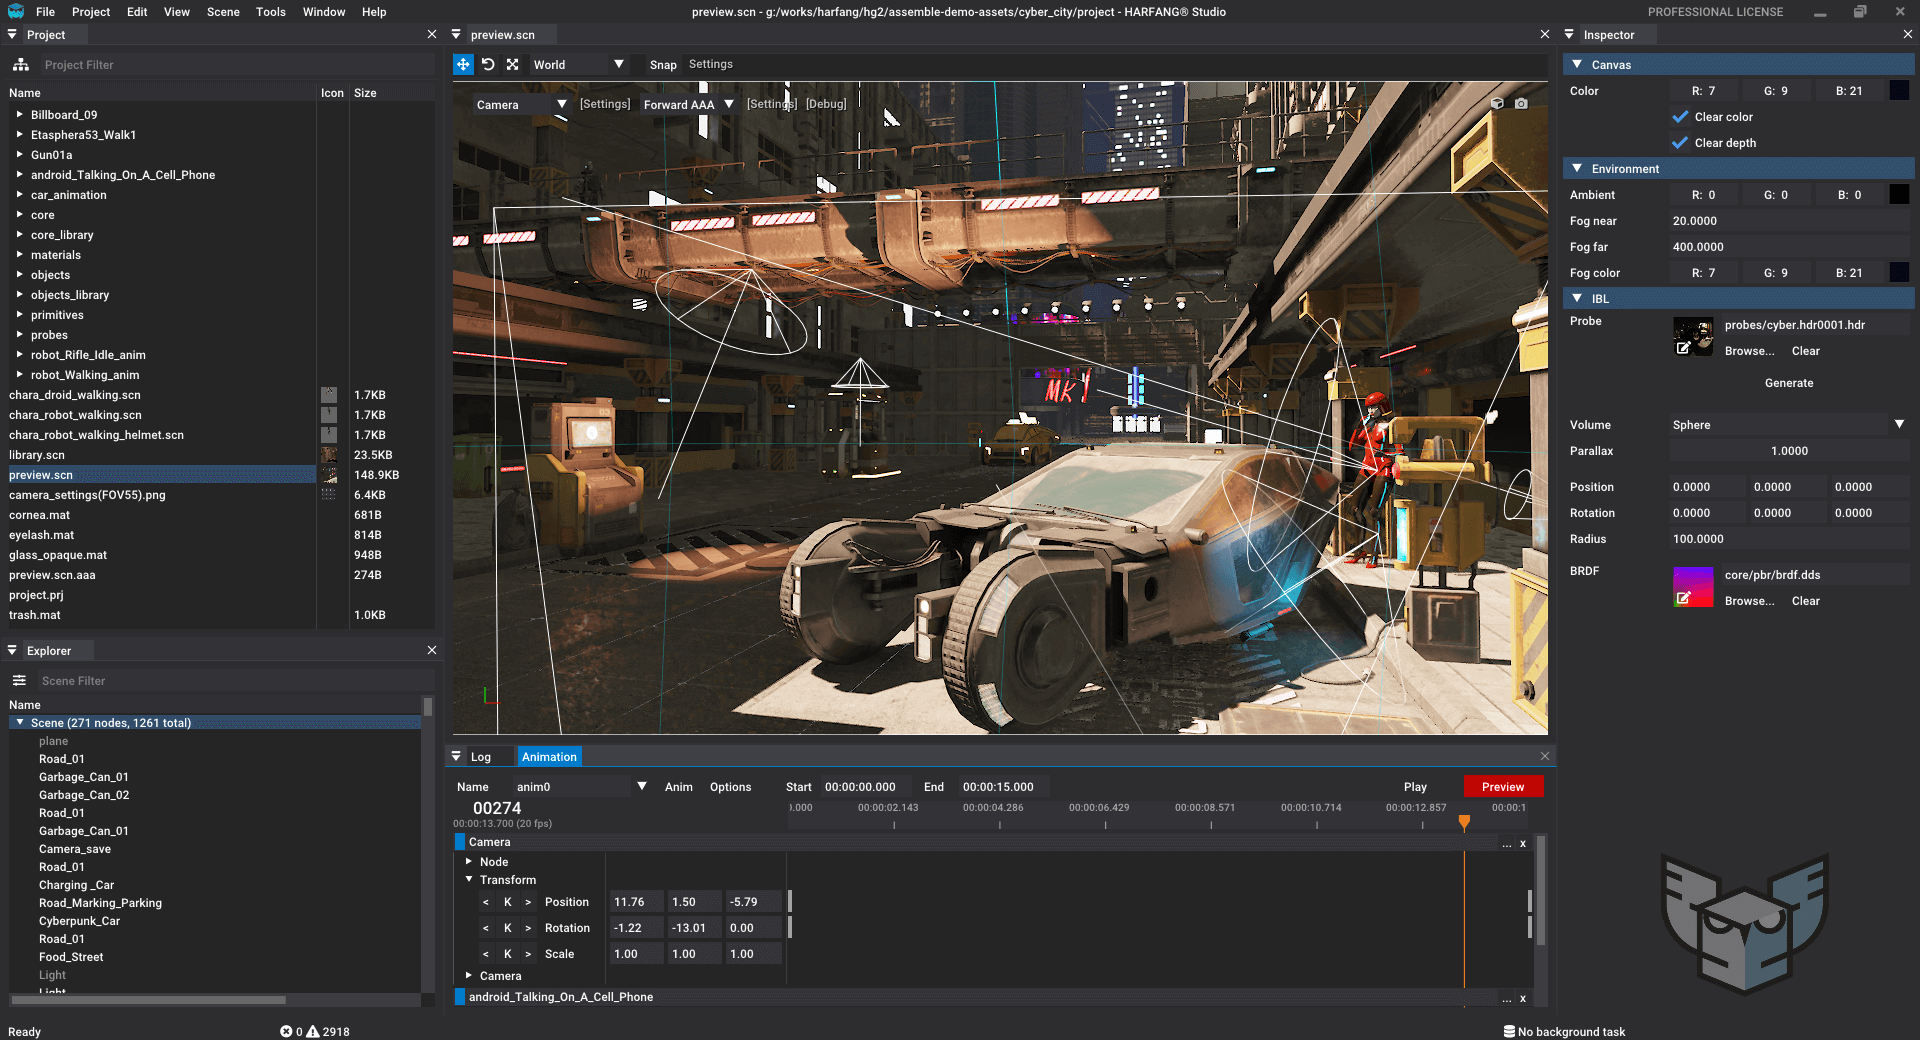 File Project Edit View Scene Tools Window Help
preview.scn - g:/works/harfang/hg2/assemble-demo-assets/cyber_city/project - HARFANG® Studio
PROFESSIONAL LICENSE
Project
Project Filter
Name Icon Size
Billboard_09
Etasphera53_Walk1
Gun01a
android_Talking_On_A_Cell_Phone
car_animation
core
core_library
materials
objects
objects_library
primitives
probes
robot_Rifle_Idle_anim
robot_Walking_anim
chara_droid_walking.scn 1.7KB
chara_robot_walking.scn 1.7KB
chara_robot_walking_helmet.scn 1.7KB
library.scn 23.5KB
preview.scn 148.9KB
camera_settings(FOV55).png 6.4KB
cornea.mat 681B
eyelash.mat 814B
glass_opaque.mat 948B
preview.scn.aaa 274B
project.prj
trash.mat 1.0KB
Explorer
Scene Filter
Name
Scene (271 nodes, 1261 total)
plane
Road_01
Garbage_Can_01
Garbage_Can_02
Road_01
Garbage_Can_01
Camera_save
Road_01
Charging _Car
Road_Marking_Parking
Cyberpunk_Car
Road_01
Food_Street
Light
Light
Ready
0 2918
preview.scn
World Snap Settings
Camera [Settings] Forward AAA [Settings] [Debug]
03
MK
Log Animation
Name anim0 Anim Options Start 00:00:00.000 End 00:00:15.000 Play Preview
00274
00:00:13.700 (20 fps)
0.000 00:00:02.143 00:00:04.286 00:00:06.429 00:00:08.571 00:00:10.714 00:00:12.857 00:00:1
Camera ... x
Node
Transform
< K > Position 11.76 1.50 -5.79
< K > Rotation -1.22 -13.01 0.00
< K > Scale 1.00 1.00 1.00
Camera
android_Talking_On_A_Cell_Phone ... x
Inspector
Canvas
Color R: 7 G: 9 B: 21
Clear color
Clear depth
Environment
Ambient R: 0 G: 0 B: 0
Fog near 20.0000
Fog far 400.0000
Fog color R: 7 G: 9 B: 21
IBL
Probe probes/cyber.hdr0001.hdr
Browse... Clear
Generate
Volume Sphere
Parallax 1.0000
Position 0.0000 0.0000 0.0000
Rotation 0.0000 0.0000 0.0000
Radius 100.0000
BRDF core/pbr/brdf.dds
Browse... Clear
No background task